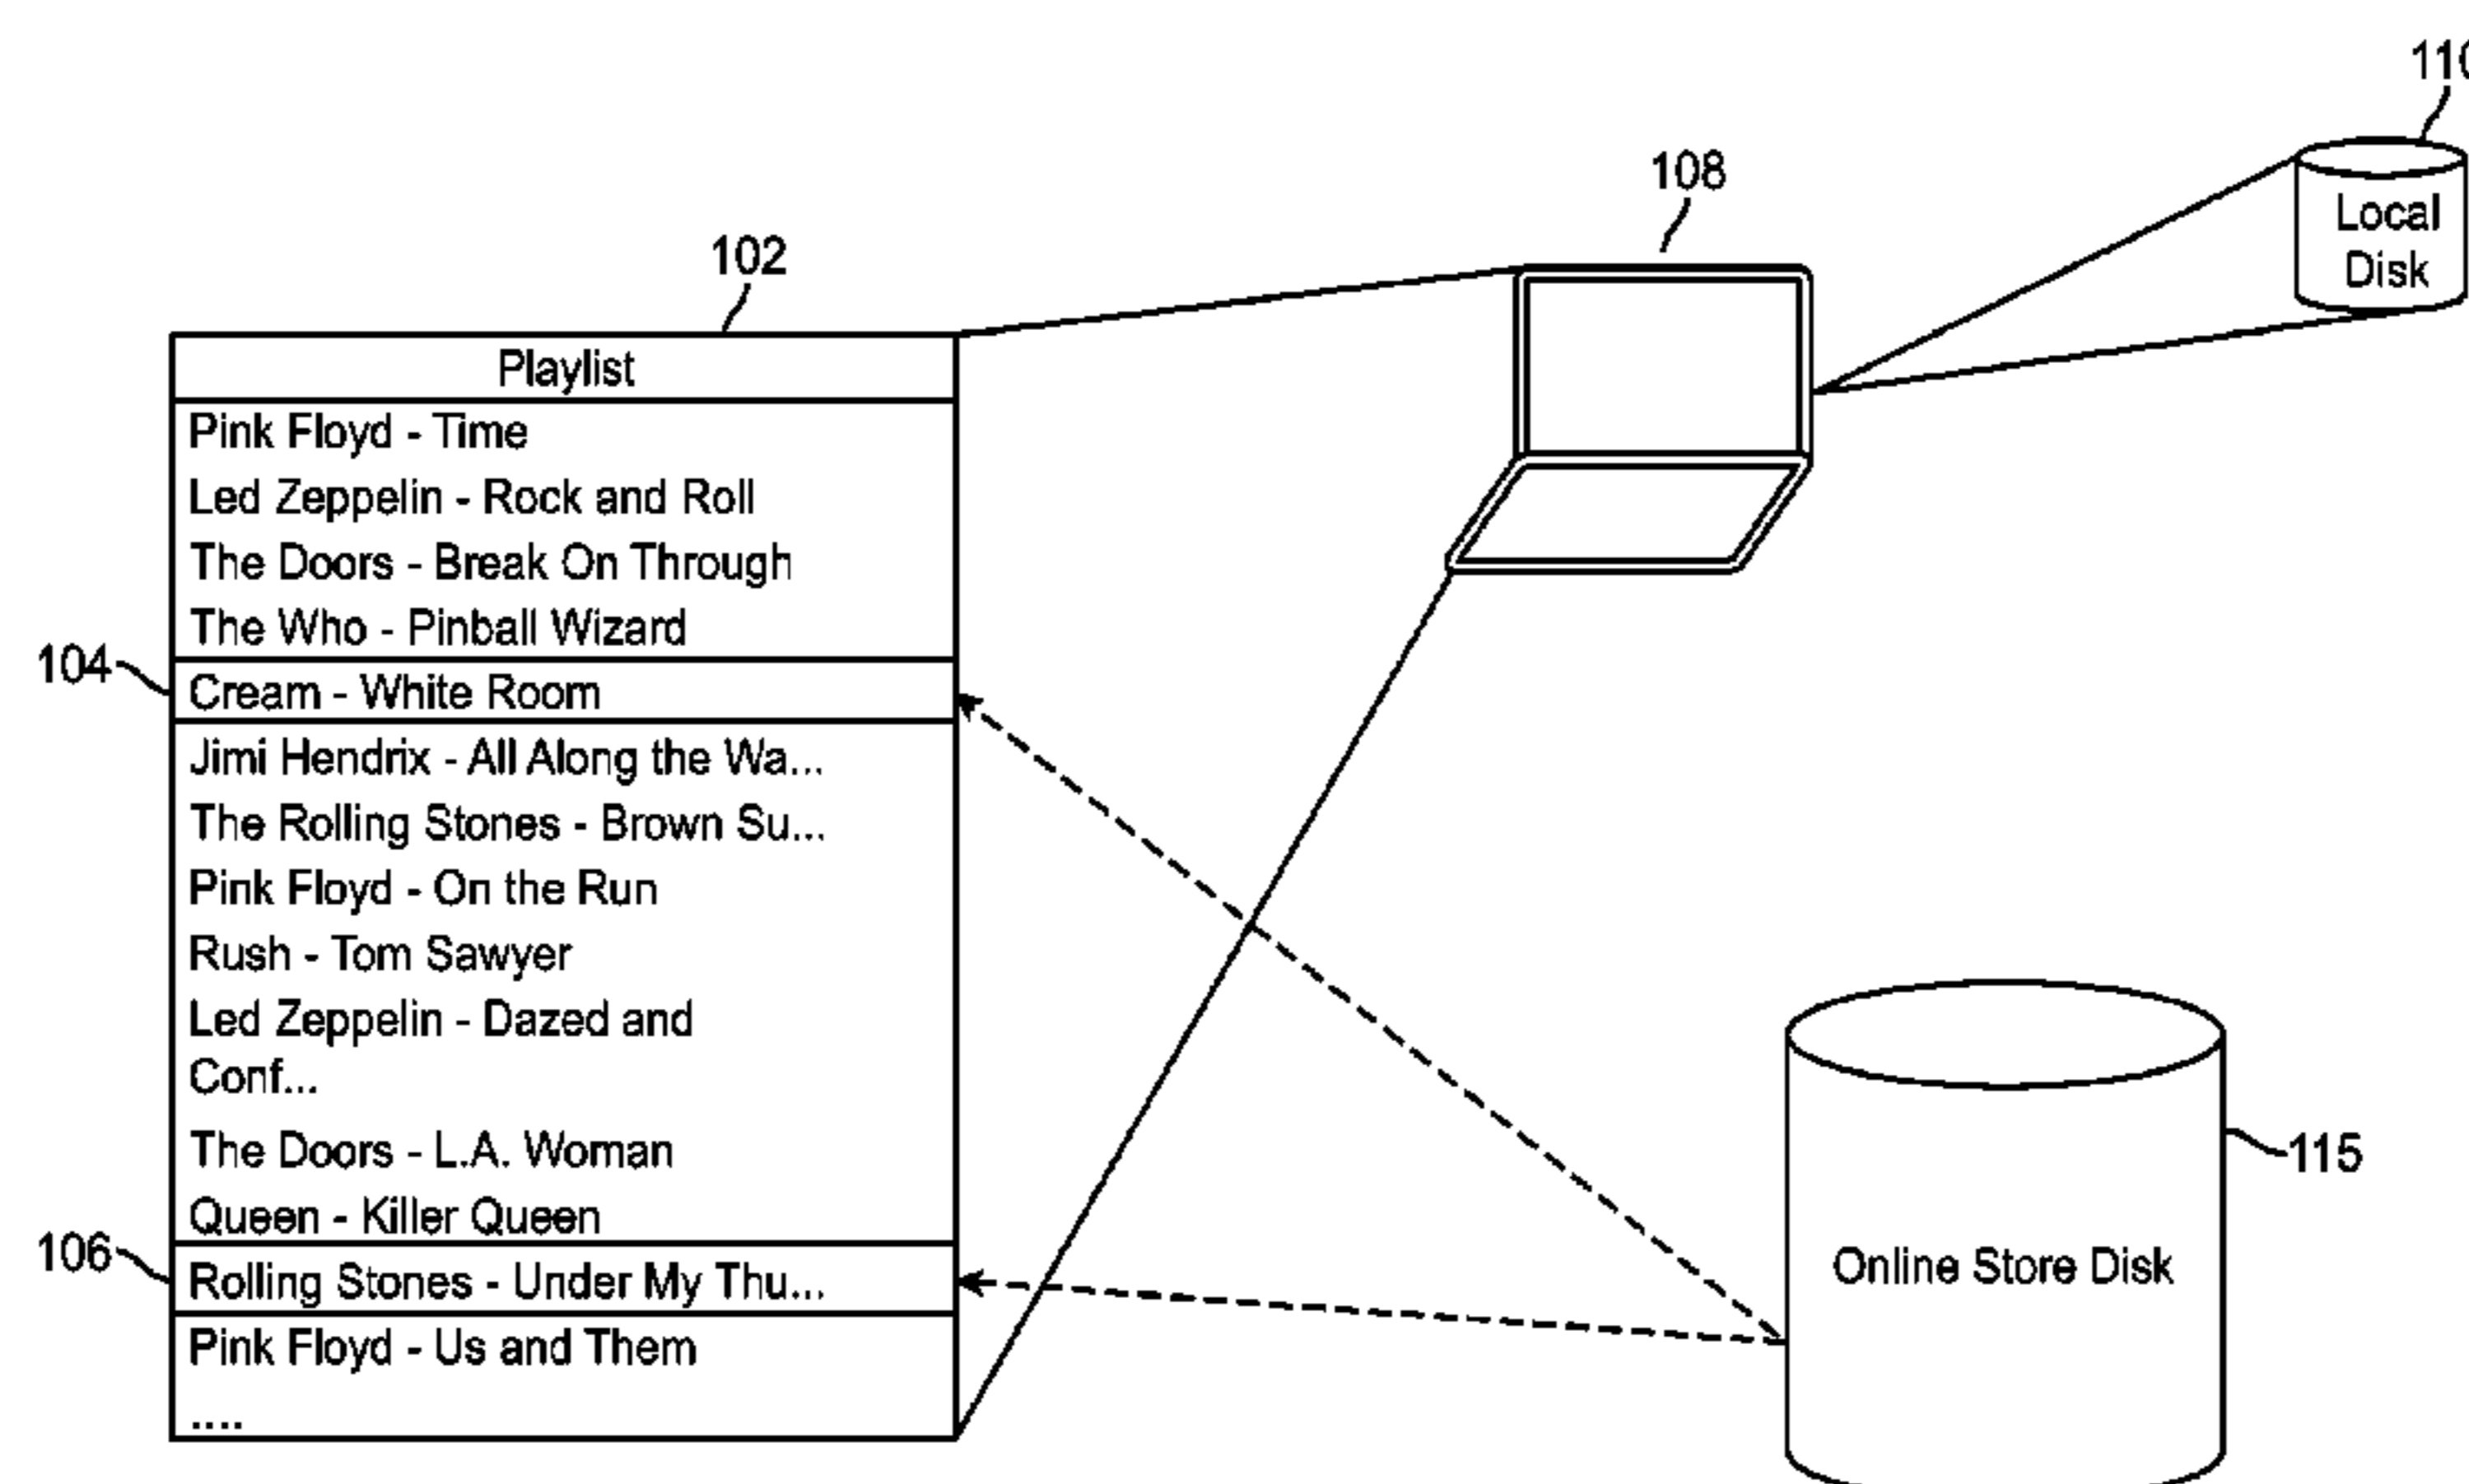 110
108
Local
Disk
102
Playlist
Pink Floyd - Time
Led Zeppelin - Rock and Roll
The Doors - Break On Through
The Who - Pinball Wizard
104
Cream - White Room
Jimi Hendrix - All Along the Wa...
The Rolling Stones - Brown Su...
Pink Floyd - On the Run
Rush - Tom Sawyer
Led Zeppelin - Dazed and
Conf...
The Doors - L.A. Woman
Queen - Killer Queen
106
Rolling Stones - Under My Thu...
Pink Floyd - Us and Them
....
115
Online Store Disk